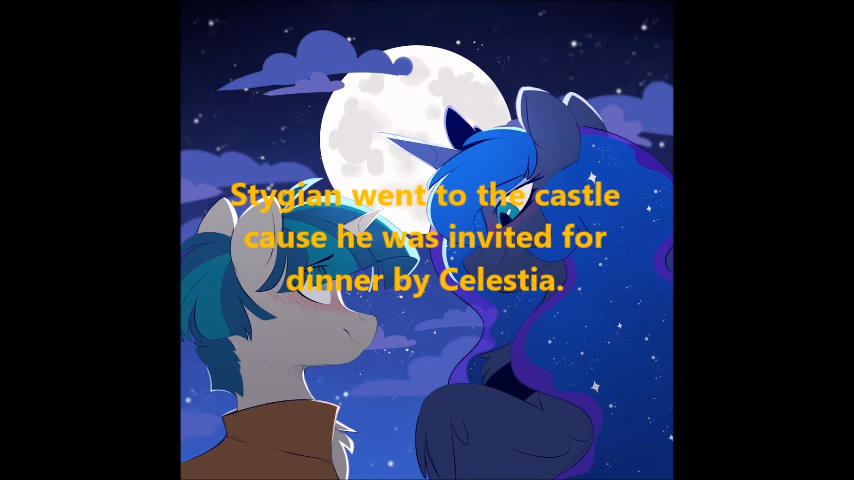 Stygian went to the castle
cause he was invited for
dinner by Celestia.